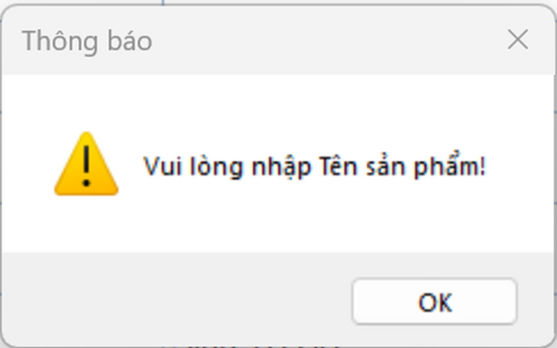 Thông báo
Vui lòng nhập Tên sản phẩm!
OK